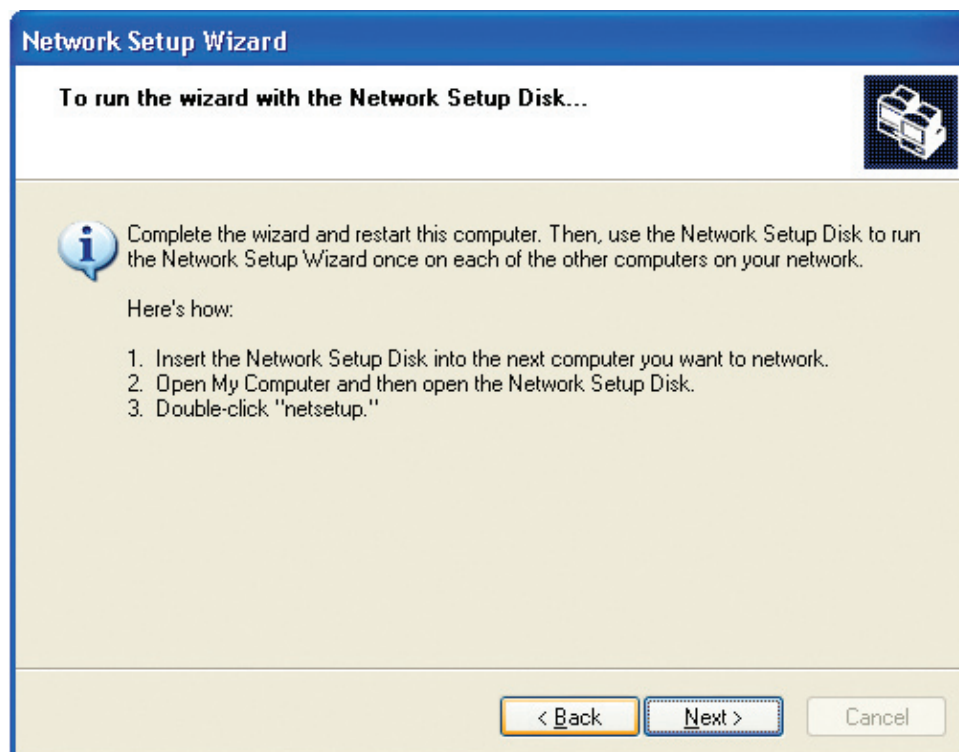 Network Setup Wizard
To run the wizard with the Network Setup Disk...
Complete the wizard and restart this computer. Then, use the Network Setup Disk to run
the Network Setup Wizard once on each of the other computers on your network.
Here's how:
1. Insert the Network Setup Disk into the next computer you want to network.
2. Open My Computer and then open the Network Setup Disk.
3. Double-click "netsetup."
< Back
Next >
Cancel